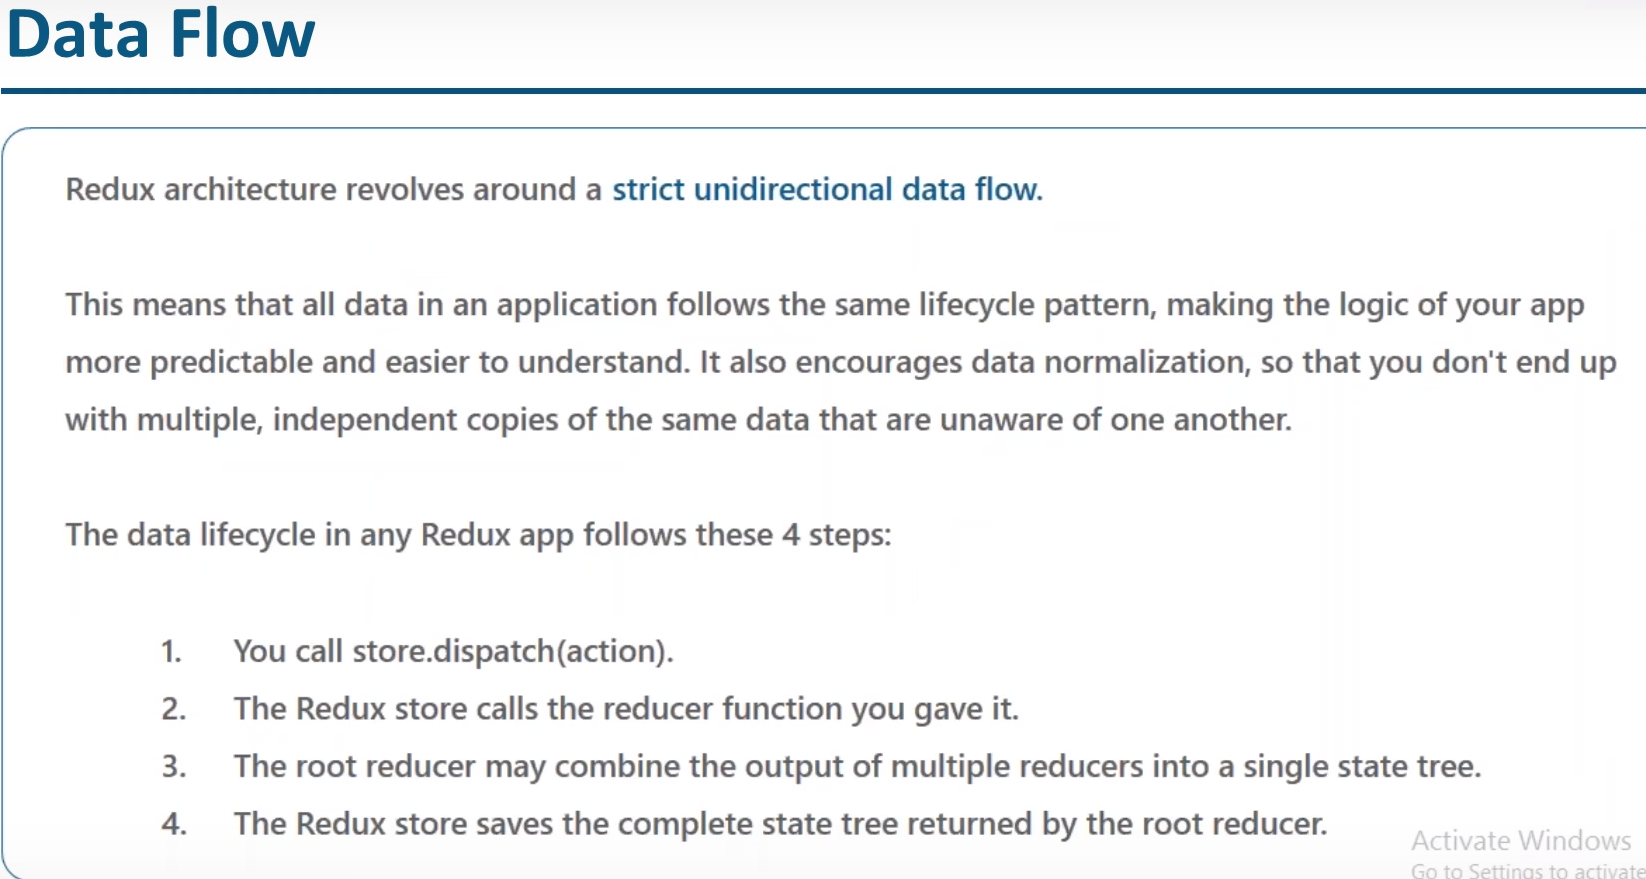 Data Flow
Redux architecture revolves around a strict unidirectional data flow.
This means that all data in an application follows the same lifecycle pattern, making the logic of your app
more predictable and easier to understand. It also encourages data normalization, so that you don't end up
with multiple, independent copies of the same data that are unaware of one another.
The data lifecycle in any Redux app follows these 4 steps:
1. You call store.dispatch(action).
2. The Redux store calls the reducer function you gave it.
3. The root reducer may combine the output of multiple reducers into a single state tree.
4. The Redux store saves the complete state tree returned by the root reducer.
Activate Windows
Go to Settings to activate